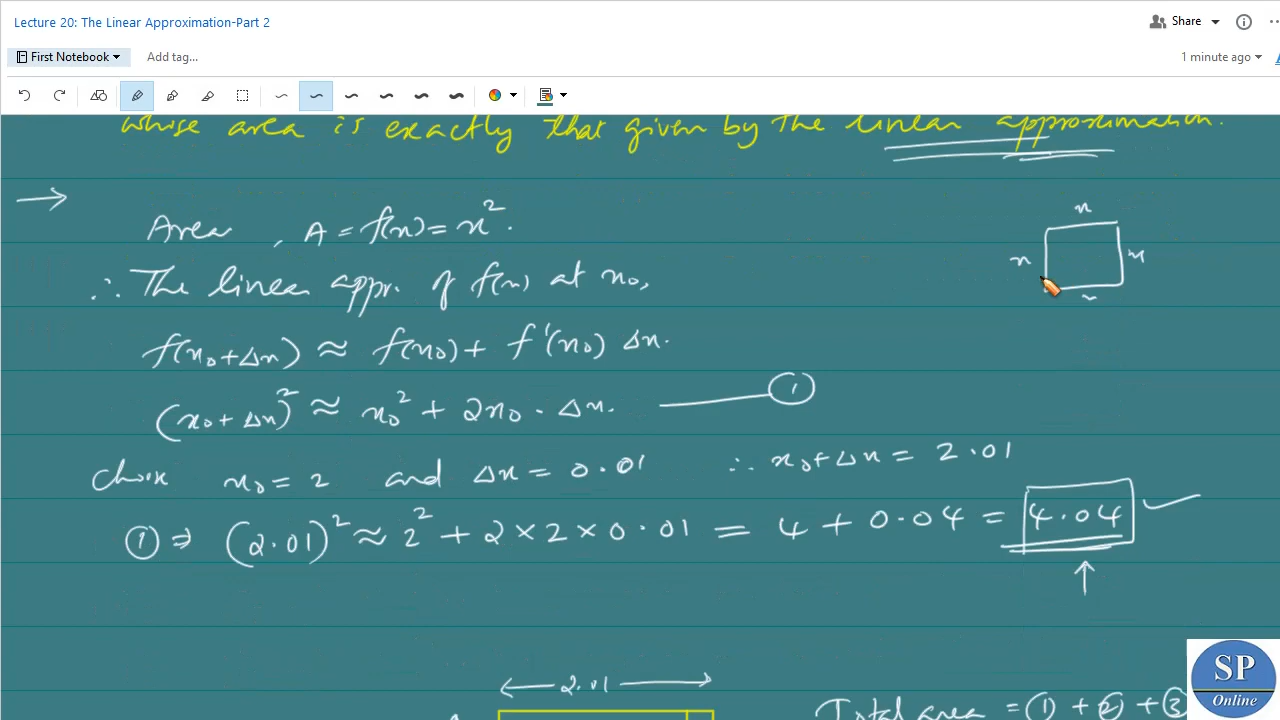 Lecture 20: The Linear Approximation-Part 2
Share
First Notebook
Add tag...
1 minute ago
whose area is exactly that given by the linear approximation.
→ Area, A = f(x) = x².
x
x
x
∴ The linear appr. of f(x) at x₀,
f(x₀+Δx) ≈ f(x₀) + f'(x₀) Δx.
(x₀+Δx)² ≈ x₀² + 2x₀ · Δx. —— ①
Choose x₀ = 2 and Δx = 0.01 ∴ x₀+Δx = 2.01
① ⇒ (2.01)² ≈ 2² + 2×2×0.01 = 4 + 0.04 = 4.04
2.01
Total area = ① + ② + ③
SP
Online